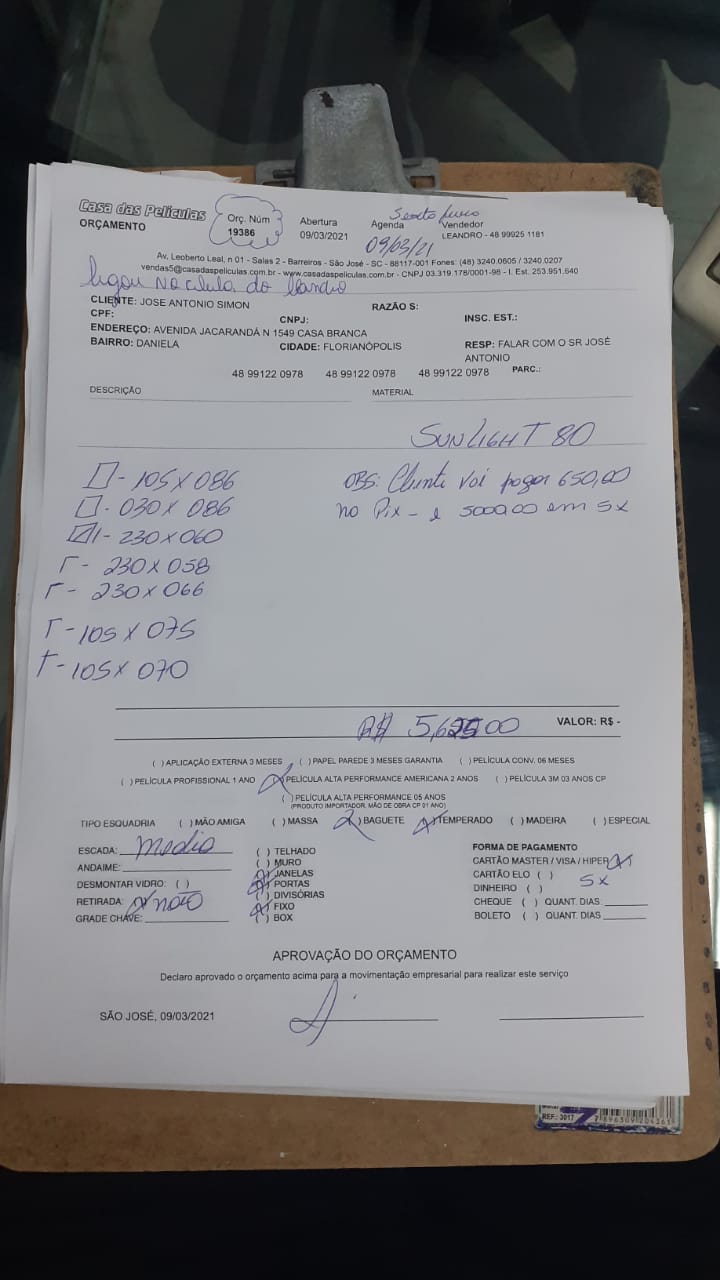 Casa das Películas
ORÇAMENTO
Orç. Núm
19386
Abertura
09/03/2021
Agenda
09/03/21
Sexta
Vendedor
LEANDRO - 48 99925 1181
Av, Leoberto Leal, n 01 - Salas 2 - Barreiros - São José - SC - 88117-001 Fones: (48) 3240.0605 / 3240.0207
vendas5@casadaspeliculas.com.br - www.casadaspeliculas.com.br - CNPJ 03.319.178/0001-98 - I. Est. 253.951.640
ligou no do
CLIENTE: JOSE ANTONIO SIMON
RAZÃO S:
CPF:
CNPJ:
INSC. EST.:
ENDEREÇO: AVENIDA JACARANDÁ N 1549 CASA BRANCA
BAIRRO: DANIELA
CIDADE: FLORIANÓPOLIS
RESP: FALAR COM O SR JOSÉ
ANTONIO
48 99122 0978 48 99122 0978 48 99122 0978
PARC.:
DESCRIÇÃO
MATERIAL
SUNLIGHT 80
- 105 X 086
- 030 X 086
- 230 X 060
- 230 X 058
- 230 X 066
- 105 X 075
- 105 X 070
OBS: Cliente vai pagar 650,00
no Pix - e 5000,00 em 5x
R$
VALOR: R$ -
( ) APLICAÇÃO EXTERNA 3 MESES ( ) PAPEL PAREDE 3 MESES GARANTIA ( ) PELÍCULA CONV. 06 MESES
( ) PELÍCULA PROFISSIONAL 1 ANO (X) PELÍCULA ALTA PERFORMANCE AMERICANA 2 ANOS ( ) PELÍCULA 3M 03 ANOS CP
( ) PELÍCULA ALTA PERFORMANCE 05 ANOS
(PRODUTO IMPORTADOR, MÃO DE OBRA CP 01 ANO)
TIPO ESQUADRIA ( ) MÃO AMIGA ( ) MASSA (X) BAGUETE (X) TEMPERADO ( ) MADEIRA ( ) ESPECIAL
ESCADA: Media
ANDAIME:
DESMONTAR VIDRO: ( )
RETIRADA: X não
GRADE CHAVE:
( ) TELHADO
( ) MURO
(X) JANELAS
(X) PORTAS
( ) DIVISÓRIAS
(X) FIXO
( ) BOX
FORMA DE PAGAMENTO
CARTÃO MASTER / VISA / HIPER (X)
CARTÃO ELO ( ) 5x
DINHEIRO ( )
CHEQUE ( ) QUANT. DIAS
BOLETO ( ) QUANT. DIAS
APROVAÇÃO DO ORÇAMENTO
Declaro aprovado o orçamento acima para a movimentação empresarial para realizar este serviço
SÃO JOSÉ, 09/03/2021
REF.: 3017